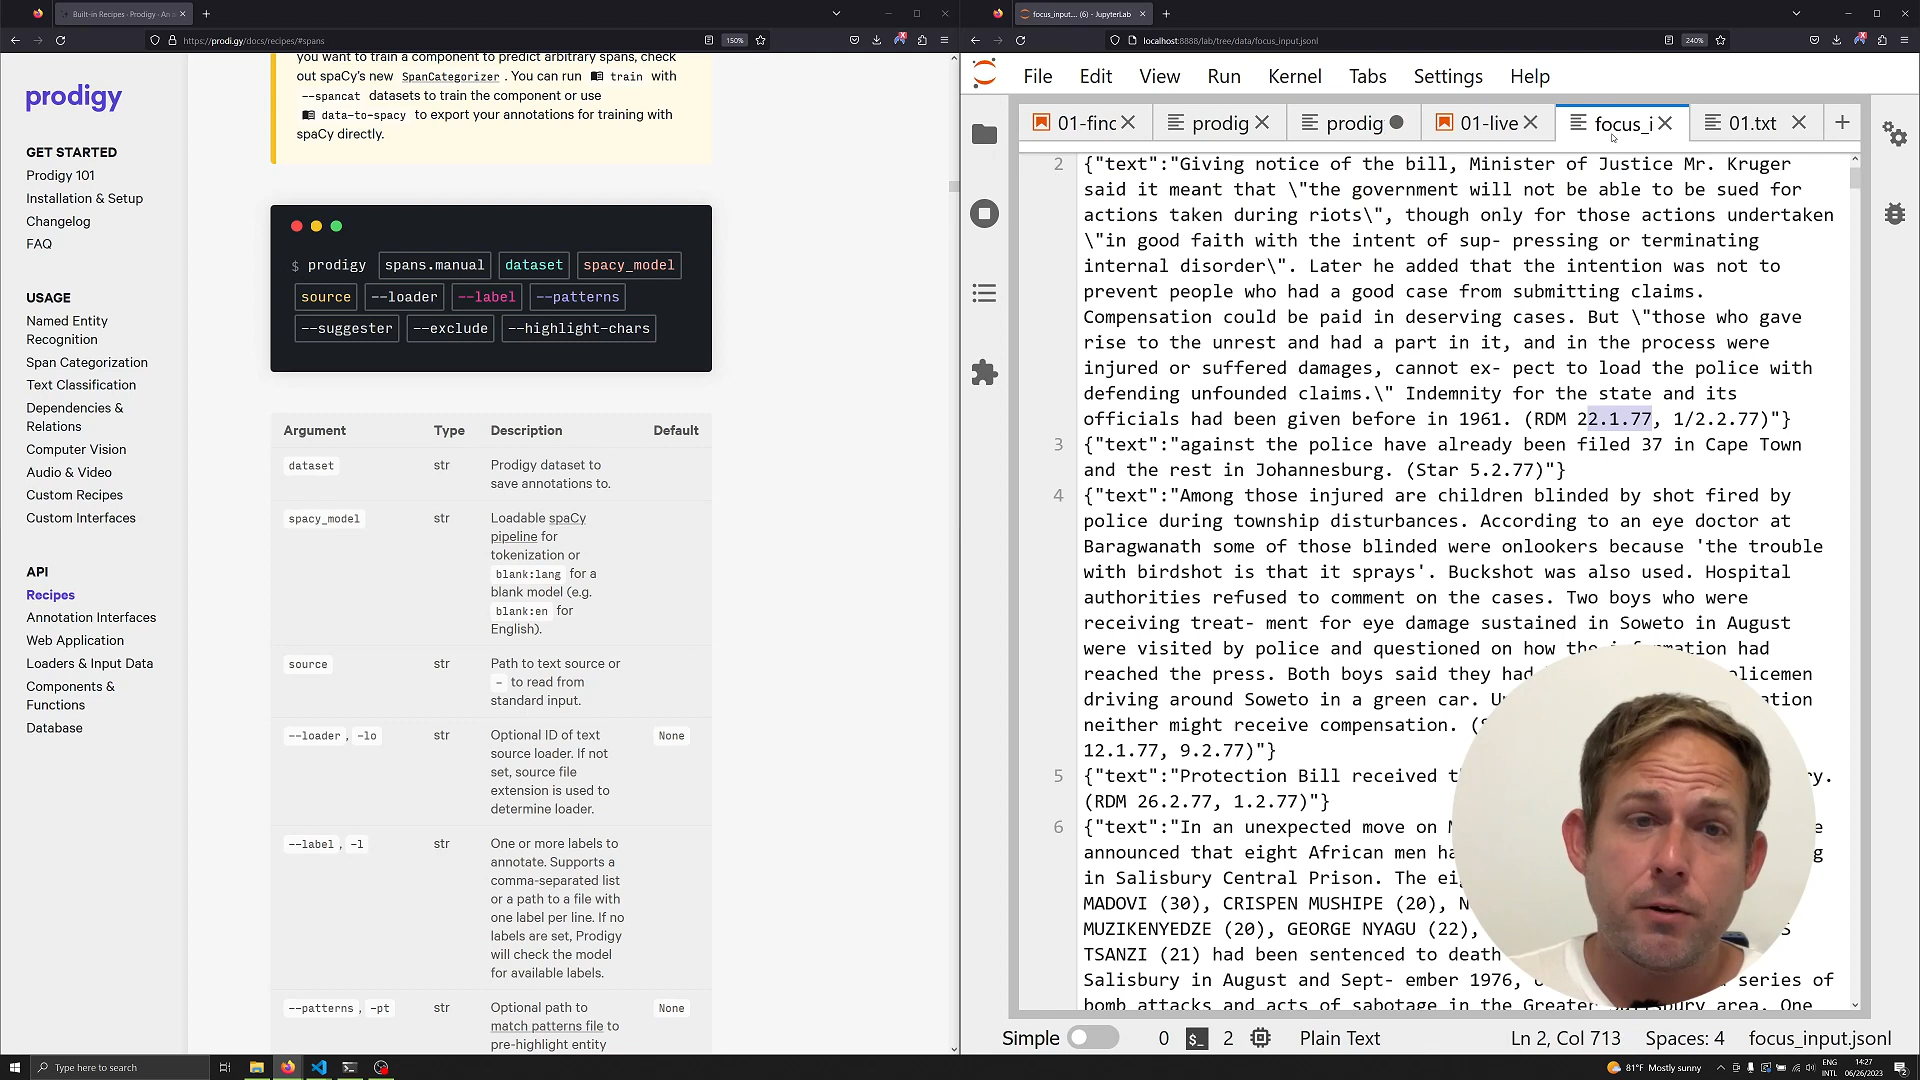 Built-in Recipes · Prodigy · An a
https://prodi.gy/docs/recipes/#spans
150%
prodigy
GET STARTED
Prodigy 101
Installation & Setup
Changelog
FAQ
USAGE
Named Entity
Recognition
Span Categorization
Text Classification
Dependencies &
Relations
Computer Vision
Audio & Video
Custom Recipes
Custom Interfaces
API
Recipes
Annotation Interfaces
Web Application
Loaders & Input Data
Components &
Functions
Database
you want to train a component to predict arbitrary spans, check
out spaCy's new SpanCategorizer . You can run train with
--spancat datasets to train the component or use
data-to-spacy to export your annotations for training with
spaCy directly.
$ prodigy spans.manual dataset spacy_model
source --loader --label --patterns
--suggester --exclude --highlight-chars
Argument Type Description Default
dataset str Prodigy dataset to
save annotations to.
spacy_model str Loadable spaCy
pipeline for
tokenization or
blank:lang for a
blank model (e.g.
blank:en for
English).
source str Path to text source or
- to read from
standard input.
--loader , -lo str Optional ID of text None
source loader. If not
set, source file
extension is used to
determine loader.
--label , -l str One or more labels to
annotate. Supports a
comma-separated list
or a path to a file with
one label per line. If no
labels are set, Prodigy
will check the model
for available labels.
--patterns , -pt str Optional path to None
match patterns file to
pre-highlight entity
focus_input.... (6) - JupyterLab
localhost:8888/lab/tree/data/focus_input.jsonl
240%
File Edit View Run Kernel Tabs Settings Help
01-finc prodig prodig 01-live focus_i 01.txt
2 {"text":"Giving notice of the bill, Minister of Justice Mr. Kruger
said it meant that \"the government will not be able to be sued for
actions taken during riots\", though only for those actions undertaken
\"in good faith with the intent of sup- pressing or terminating
internal disorder\". Later he added that the intention was not to
prevent people who had a good case from submitting claims.
Compensation could be paid in deserving cases. But \"those who gave
rise to the unrest and had a part in it, and in the process were
injured or suffered damages, cannot ex- pect to load the police with
defending unfounded claims.\" Indemnity for the state and its
officials had been given before in 1961. (RDM 22.1.77, 1/2.2.77)"}
3 {"text":"against the police have already been filed 37 in Cape Town
and the rest in Johannesburg. (Star 5.2.77)"}
4 {"text":"Among those injured are children blinded by shot fired by
police during township disturbances. According to an eye doctor at
Baragwanath some of those blinded were onlookers because 'the trouble
with birdshot is that it sprays'. Buckshot was also used. Hospital
authorities refused to comment on the cases. Two boys who were
receiving treat- ment for eye damage sustained in Soweto in August
were visited by police and questioned on how the information had
reached the press. Both boys said they had policemen
driving around Soweto in a green car.
neither might receive compensation.
12.1.77, 9.2.77)"}
5 {"text":"Protection Bill received
(RDM 26.2.77, 1.2.77)"}
6 {"text":"In an unexpected move on
announced that eight African men
in Salisbury Central Prison. The
MADOVI (30), CRISPEN MUSHIPE (20),
MUZIKENYEDZE (20), GEORGE NYAGU (22),
TSANZI (21) had been sentenced to death
Salisbury in August and Sept- ember 1976, series of
bomb attacks and acts of sabotage in the Greater Salisbury area. One
Simple 0 $_ 2 Plain Text Ln 2, Col 713 Spaces: 4 focus_input.jsonl
Type here to search
81°F Mostly sunny
ENG
INTL
14:27
06/26/2023